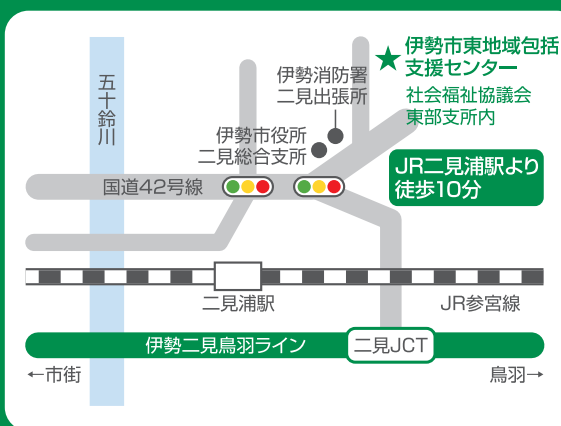 伊勢市東地域包括
支援センター
社会福祉協議会
東部支所内
伊勢消防署
二見出張所
五十鈴川
伊勢市役所
二見総合支所
JR二見浦駅より
徒歩10分
国道42号線
二見浦駅
JR参宮線
伊勢二見鳥羽ライン
二見JCT
←市街
鳥羽→